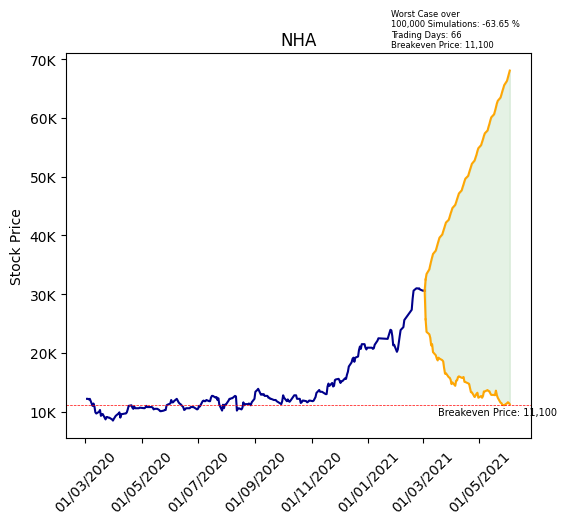 Worst Case over
100,000 Simulations: -63.65 %
Trading Days: 66
Breakeven Price: 11,100
NHA
Stock Price
70K
60K
50K
40K
30K
20K
10K
Breakeven Price: 11,100
01/03/2020
01/05/2020
01/07/2020
01/09/2020
01/11/2020
01/01/2021
01/03/2021
01/05/2021